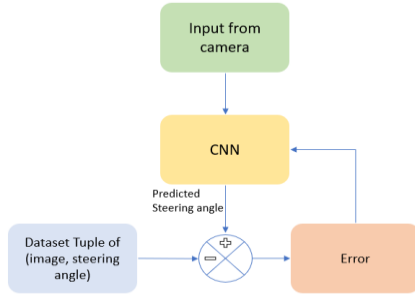 Input from
camera
CNN
Predicted
Steering angle
Dataset Tuple of
(image, steering
angle)
+
−
Error